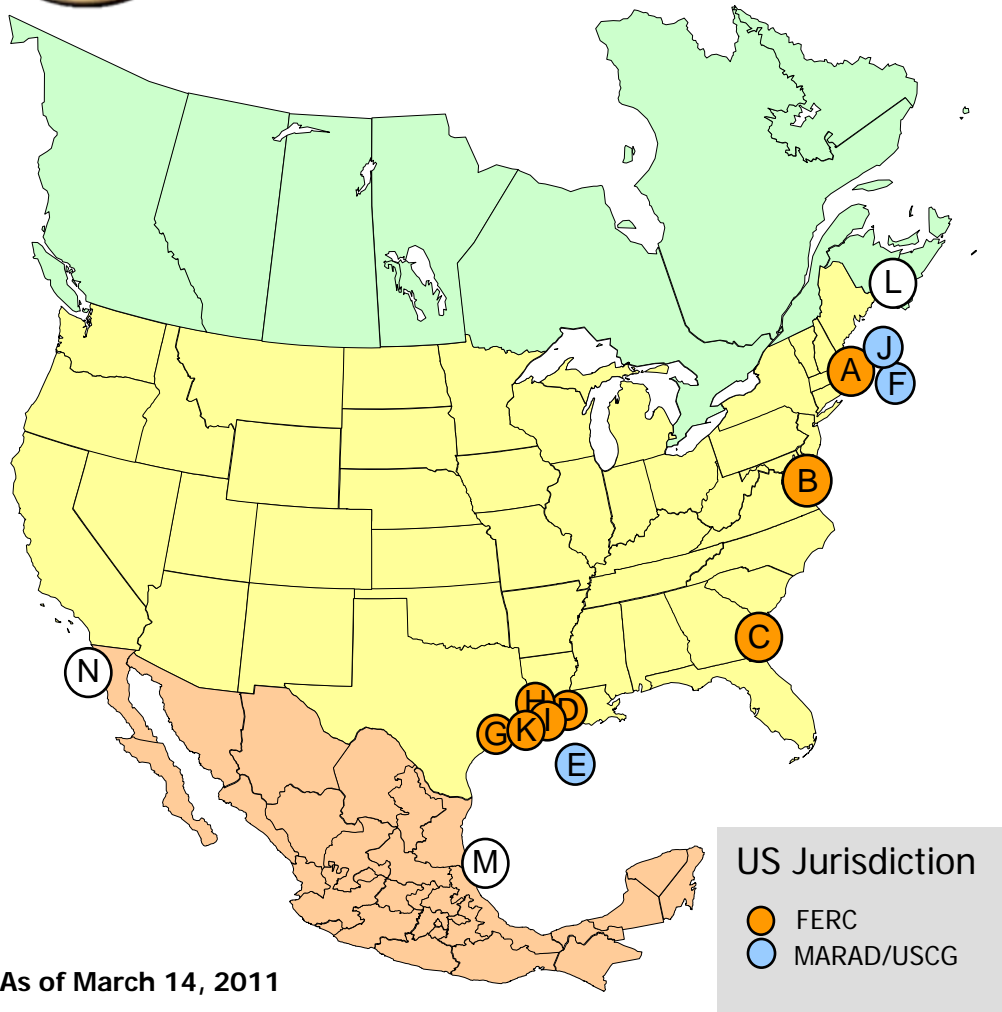 L
J
A
F
B
C
N
H
D
I
K
G
E
M
US Jurisdiction
FERC
MARAD/USCG
As of March 14, 2011